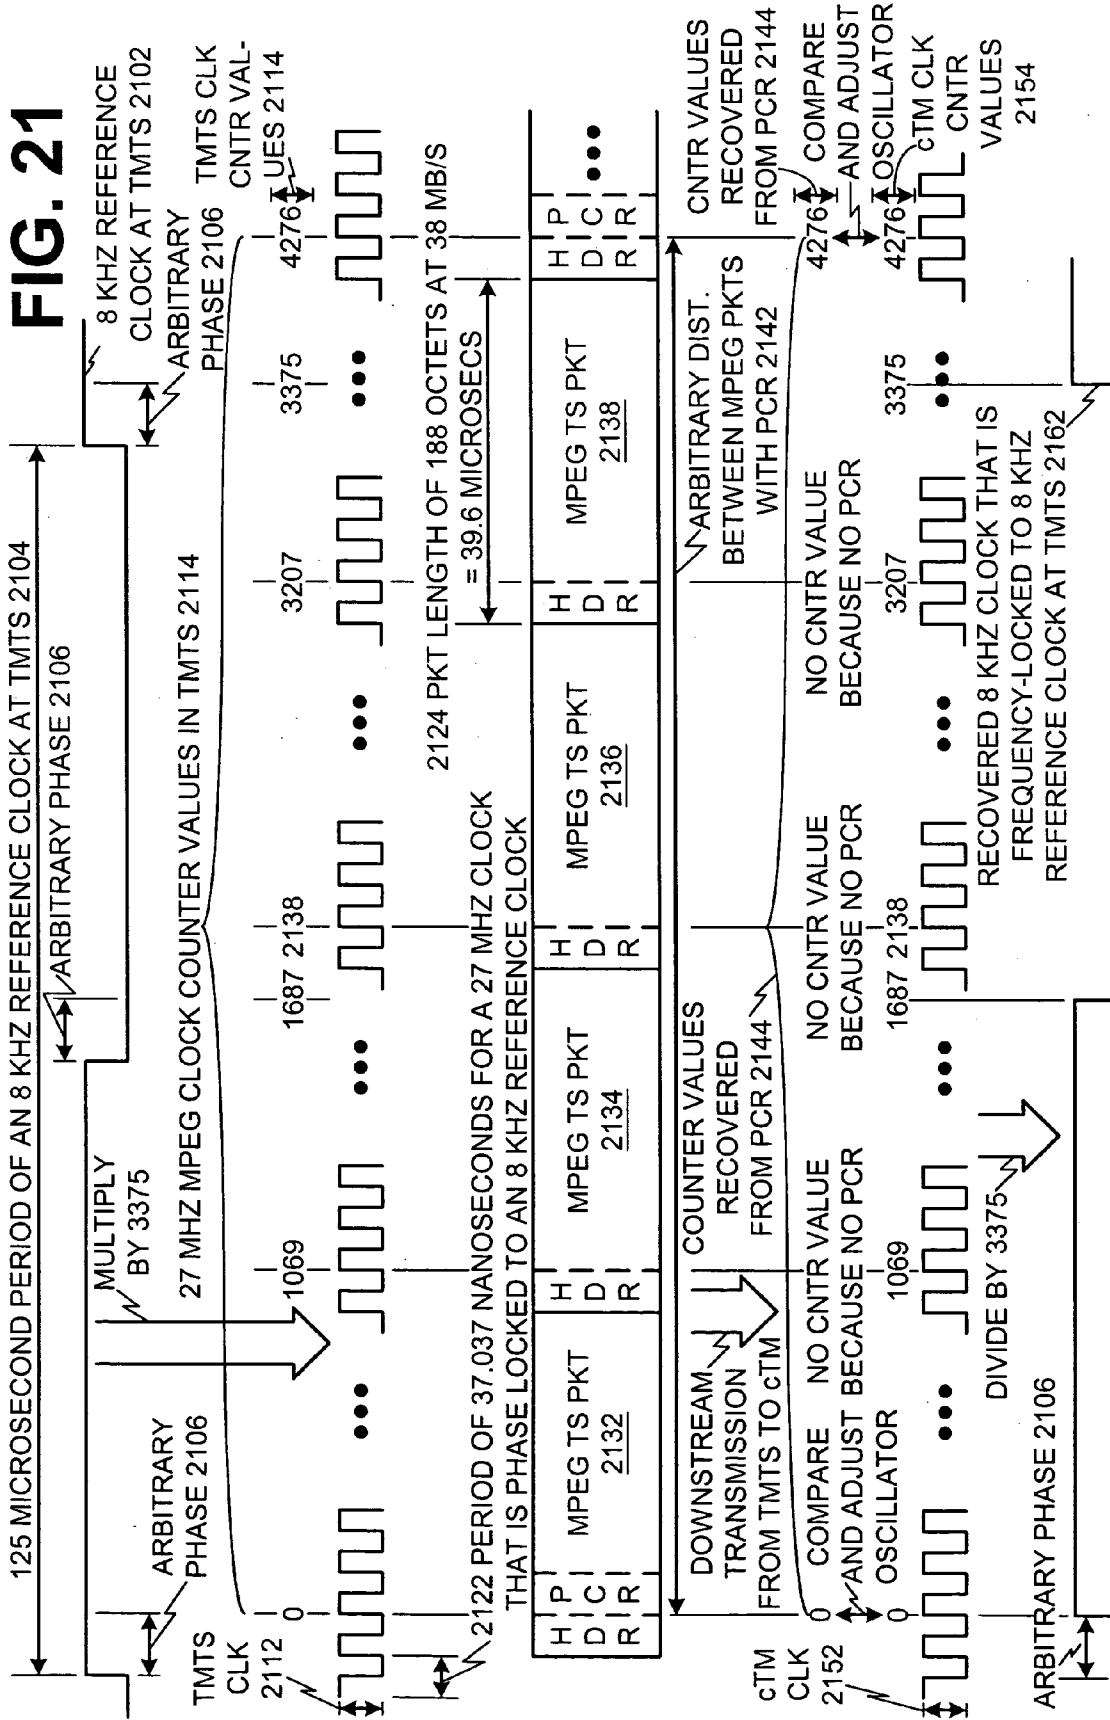 FIG. 21
125 MICROSECOND PERIOD OF AN 8 KHZ REFERENCE CLOCK AT TMTS 2104
8 KHZ REFERENCE
CLOCK AT TMTS 2102
ARBITRARY
PHASE 2106
MULTIPLY
BY 3375
ARBITRARY PHASE 2106
ARBITRARY
PHASE 2106
27 MHZ MPEG CLOCK COUNTER VALUES IN TMTS 2114
TMTS CLK
CNTR VAL-
UES 2114
TMTS
CLK
2112
0
1069
1687 2138
3207
3375
4276
2122 PERIOD OF 37.037 NANOSECONDS FOR A 27 MHZ CLOCK
THAT IS PHASE LOCKED TO AN 8 KHZ REFERENCE CLOCK
2124 PKT LENGTH OF 188 OCTETS AT 38 MB/S
= 39.6 MICROSECS
H
D
R
P
C
R
MPEG TS PKT
2132
H
D
R
MPEG TS PKT
2134
H
D
R
MPEG TS PKT
2136
H
D
R
MPEG TS PKT
2138
H
D
R
P
C
R
DOWNSTREAM
TRANSMISSION
FROM TMTS TO cTM
COUNTER VALUES
RECOVERED
FROM PCR 2144
ARBITRARY DIST.
BETWEEN MPEG PKTS
WITH PCR 2142
CNTR VALUES
RECOVERED
FROM PCR 2144
0
COMPARE
AND ADJUST
OSCILLATOR
0
NO CNTR VALUE
BECAUSE NO PCR
1069
NO CNTR VALUE
BECAUSE NO PCR
1687 2138
NO CNTR VALUE
BECAUSE NO PCR
3207
3375
4276
COMPARE
AND ADJUST
OSCILLATOR
4276
cTM CLK
CNTR
VALUES
2154
cTM
CLK
2152
DIVIDE BY 3375
RECOVERED 8 KHZ CLOCK THAT IS
FREQUENCY-LOCKED TO 8 KHZ
REFERENCE CLOCK AT TMTS 2162
ARBITRARY PHASE 2106